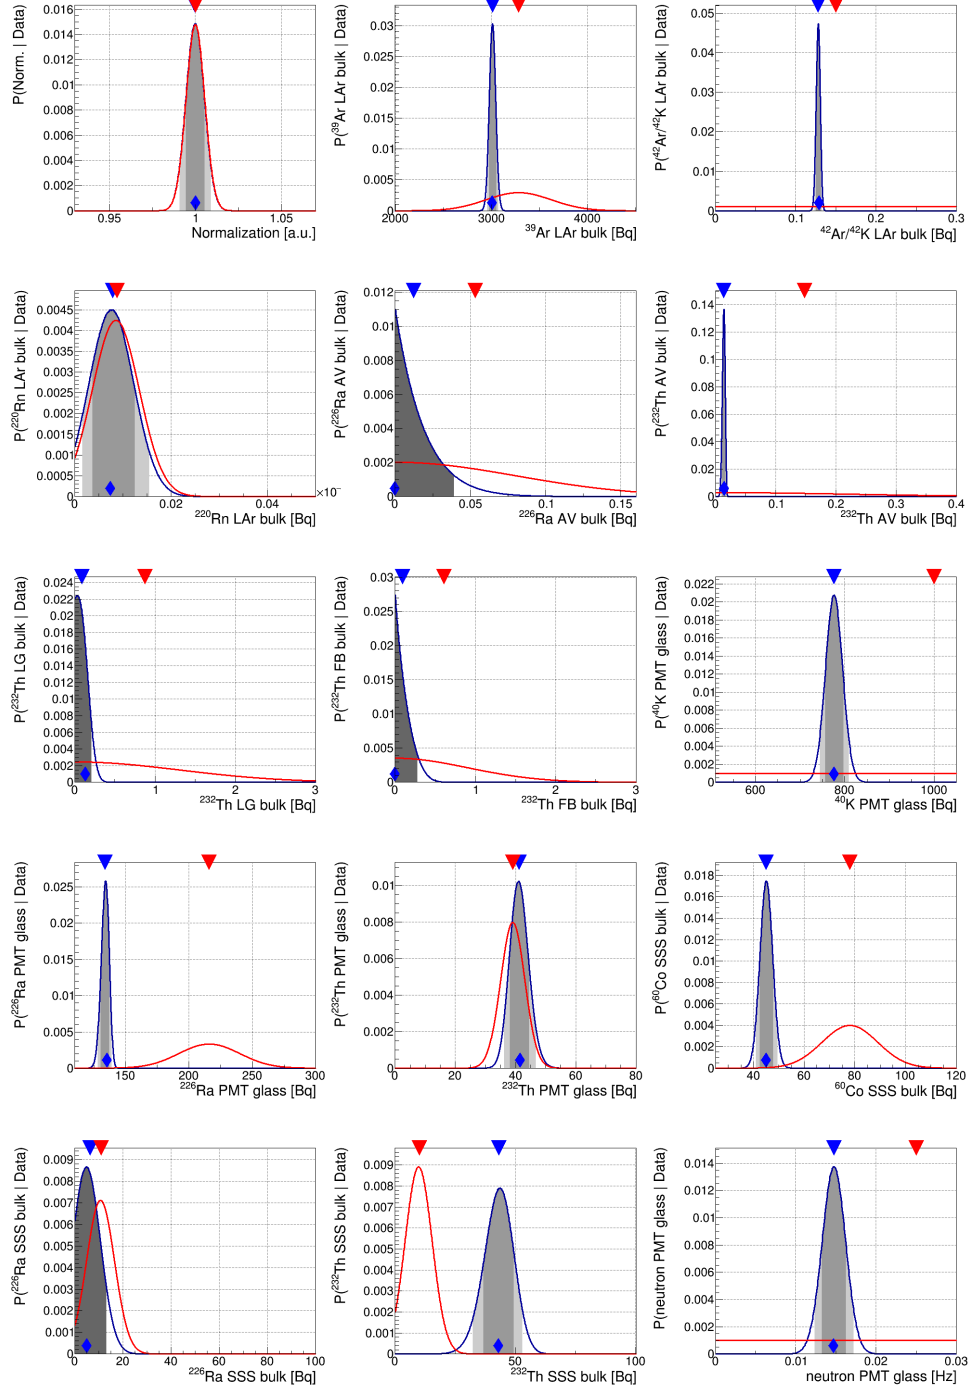 P(Norm. | Data)
0.016
0.014
0.012
0.01
0.008
0.006
0.004
0.002
0
0.95 1 1.05
Normalization [a.u.]
P(³⁹Ar LAr bulk | Data)
0.03
0.025
0.02
0.015
0.01
0.005
0
2000 3000 4000
³⁹Ar LAr bulk [Bq]
P(⁴²Ar/⁴²K LAr bulk | Data)
0.05
0.04
0.03
0.02
0.01
0
0 0.1 0.2 0.3
⁴²Ar/⁴²K LAr bulk [Bq]
P(²²⁰Rn LAr bulk | Data)
0.0045
0.004
0.0035
0.003
0.0025
0.002
0.0015
0.001
0.0005
0
0 0.02 0.04
×10⁻
²²⁰Rn LAr bulk [Bq]
P(²²⁶Ra AV bulk | Data)
0.012
0.01
0.008
0.006
0.004
0.002
0
0 0.05 0.1 0.15
²²⁶Ra AV bulk [Bq]
P(²³²Th AV bulk | Data)
0.14
0.12
0.1
0.08
0.06
0.04
0.02
0
0 0.1 0.2 0.3 0.4
²³²Th AV bulk [Bq]
P(²³²Th LG bulk | Data)
0.024
0.022
0.02
0.018
0.016
0.014
0.012
0.01
0.008
0.006
0.004
0.002
0
0 1 2 3
²³²Th LG bulk [Bq]
P(²³²Th FB bulk | Data)
0.03
0.025
0.02
0.015
0.01
0.005
0
0 1 2 3
²³²Th FB bulk [Bq]
P(⁴⁰K PMT glass | Data)
0.022
0.02
0.018
0.016
0.014
0.012
0.01
0.008
0.006
0.004
0.002
0
600 800 1000
⁴⁰K PMT glass [Bq]
P(²²⁶Ra PMT glass | Data)
0.025
0.02
0.015
0.01
0.005
0
150 200 250 300
²²⁶Ra PMT glass [Bq]
P(²³²Th PMT glass | Data)
0.01
0.008
0.006
0.004
0.002
0
0 20 40 60 80
²³²Th PMT glass [Bq]
P(⁶⁰Co SSS bulk | Data)
0.018
0.016
0.014
0.012
0.01
0.008
0.006
0.004
0.002
0
40 60 80 100 120
⁶⁰Co SSS bulk [Bq]
P(²²⁶Ra SSS bulk | Data)
0.009
0.008
0.007
0.006
0.005
0.004
0.003
0.002
0.001
0
0 20 40 60 80 100
²²⁶Ra SSS bulk [Bq]
P(²³²Th SSS bulk | Data)
0.009
0.008
0.007
0.006
0.005
0.004
0.003
0.002
0.001
0
0 50 100
²³²Th SSS bulk [Bq]
P(neutron PMT glass | Data)
0.014
0.012
0.01
0.008
0.006
0.004
0.002
0
0 0.01 0.02 0.03
neutron PMT glass [Hz]